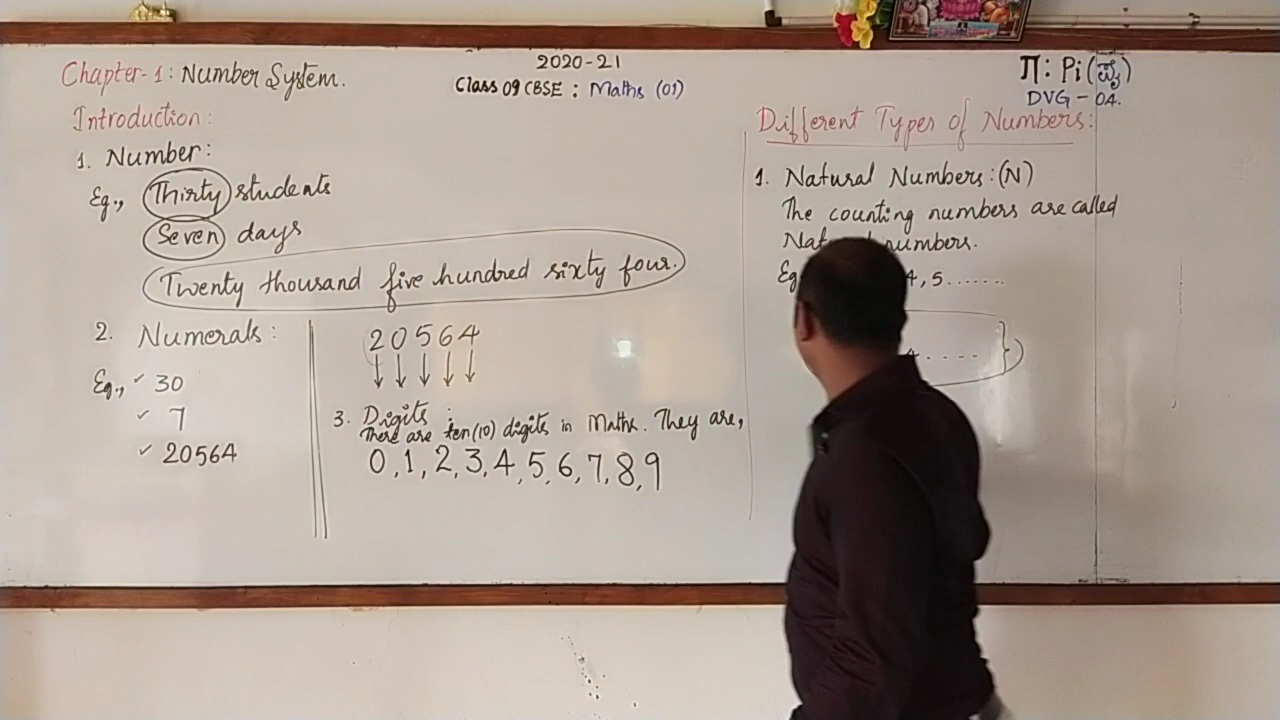 2020-21
Class 09 CBSE : Maths (01)
Π: Pi (ಪೈ)
DVG - 04.
Chapter-1: Number System.
Introduction:
1. Number:
Eg., Thirty students
Seven days
Twenty thousand five hundred sixty four.
2. Numerals:
Eg., ✓ 30
✓ 7
✓ 20564
20564
3. Digits:
There are ten (10) digits in Maths. They are,
0, 1, 2, 3, 4, 5, 6, 7, 8, 9
Different Types of Numbers:
1. Natural Numbers: (N)
The counting numbers are called
numbers.
Eg 4, 5.......
4 . . . . }